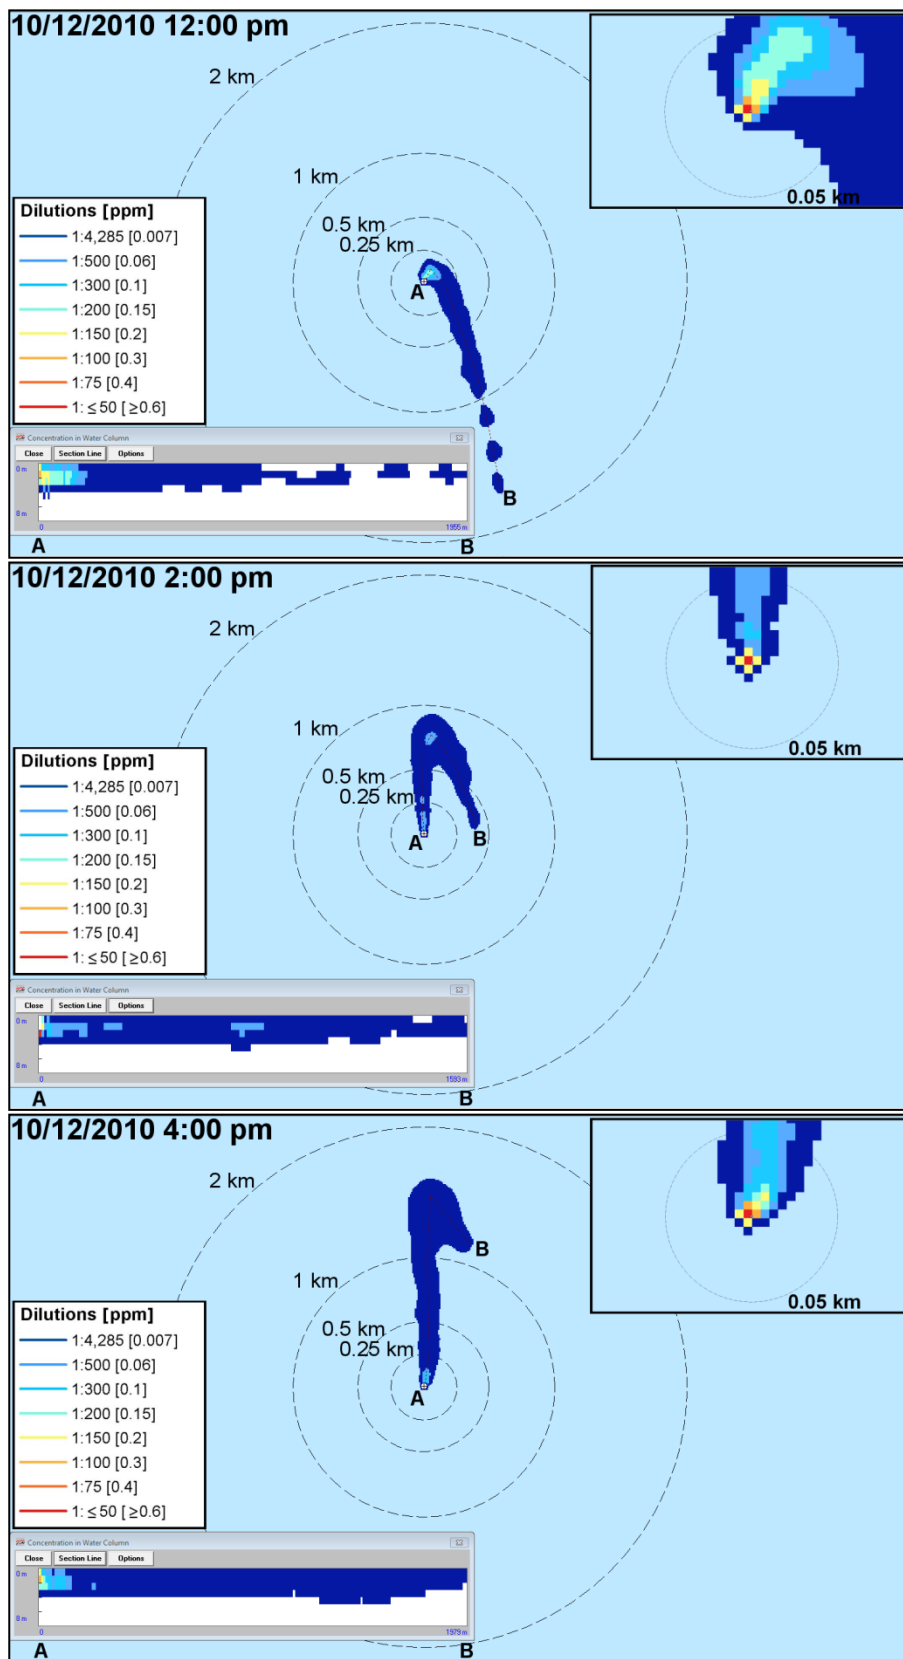 10/12/2010 12:00 pm
2 km
1 km
0.5 km
0.25 km
A
B
0.05 km
Dilutions [ppm]
1:4,285 [0.007]
1:500 [0.06]
1:300 [0.1]
1:200 [0.15]
1:150 [0.2]
1:100 [0.3]
1:75 [0.4]
1: ≤ 50 [≥0.6]
Concentration in Water Column
Close Section Line Options
0 m
8 m
0 1955 m
A B
10/12/2010 2:00 pm
2 km
1 km
0.5 km
0.25 km
A B
0.05 km
Dilutions [ppm]
1:4,285 [0.007]
1:500 [0.06]
1:300 [0.1]
1:200 [0.15]
1:150 [0.2]
1:100 [0.3]
1:75 [0.4]
1: ≤ 50 [≥0.6]
Concentration in Water Column
Close Section Line Options
0 m
8 m
0 1593 m
A B
10/12/2010 4:00 pm
2 km
B
1 km
0.5 km
0.25 km
A
0.05 km
Dilutions [ppm]
1:4,285 [0.007]
1:500 [0.06]
1:300 [0.1]
1:200 [0.15]
1:150 [0.2]
1:100 [0.3]
1:75 [0.4]
1: ≤ 50 [≥0.6]
Concentration in Water Column
Close Section Line Options
0 m
8 m
0 1979 m
A B